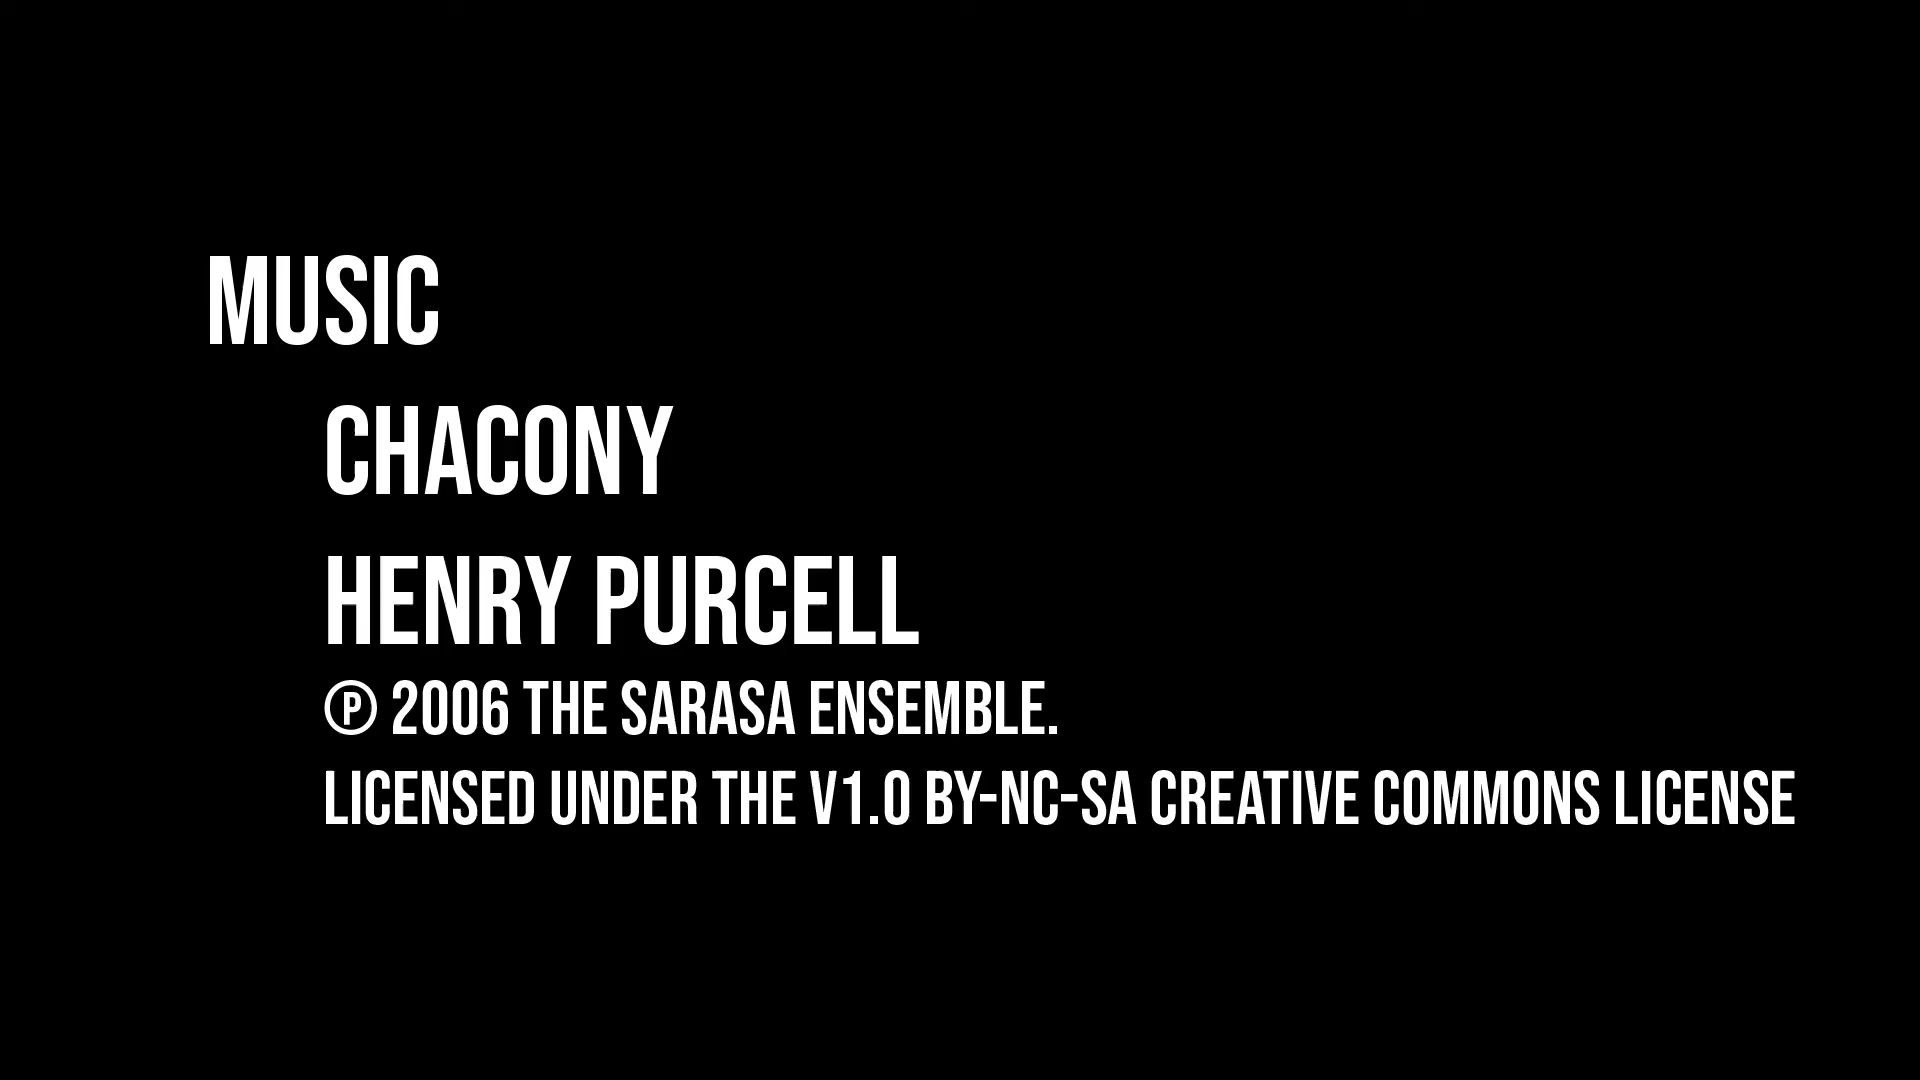 MUSIC
CHACONY
HENRY PURCELL
℗ 2006 THE SARASA ENSEMBLE.
LICENSED UNDER THE V1.0 BY-NC-SA CREATIVE COMMONS LICENSE